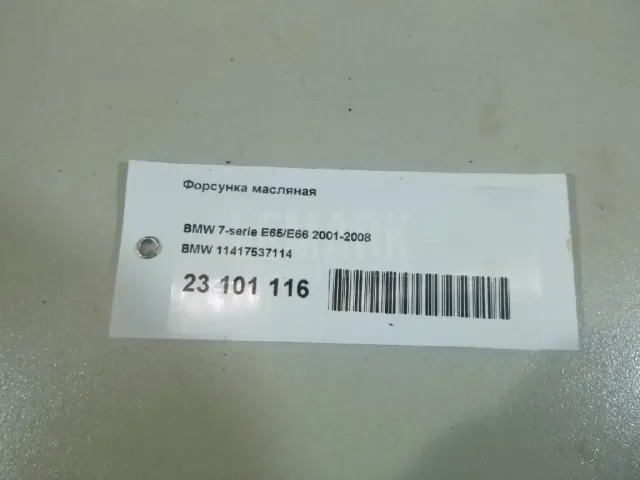 Форсунка масляная
BMW 7-serie E65/E66 2001-2008
BMW 11417537114
23 101 116